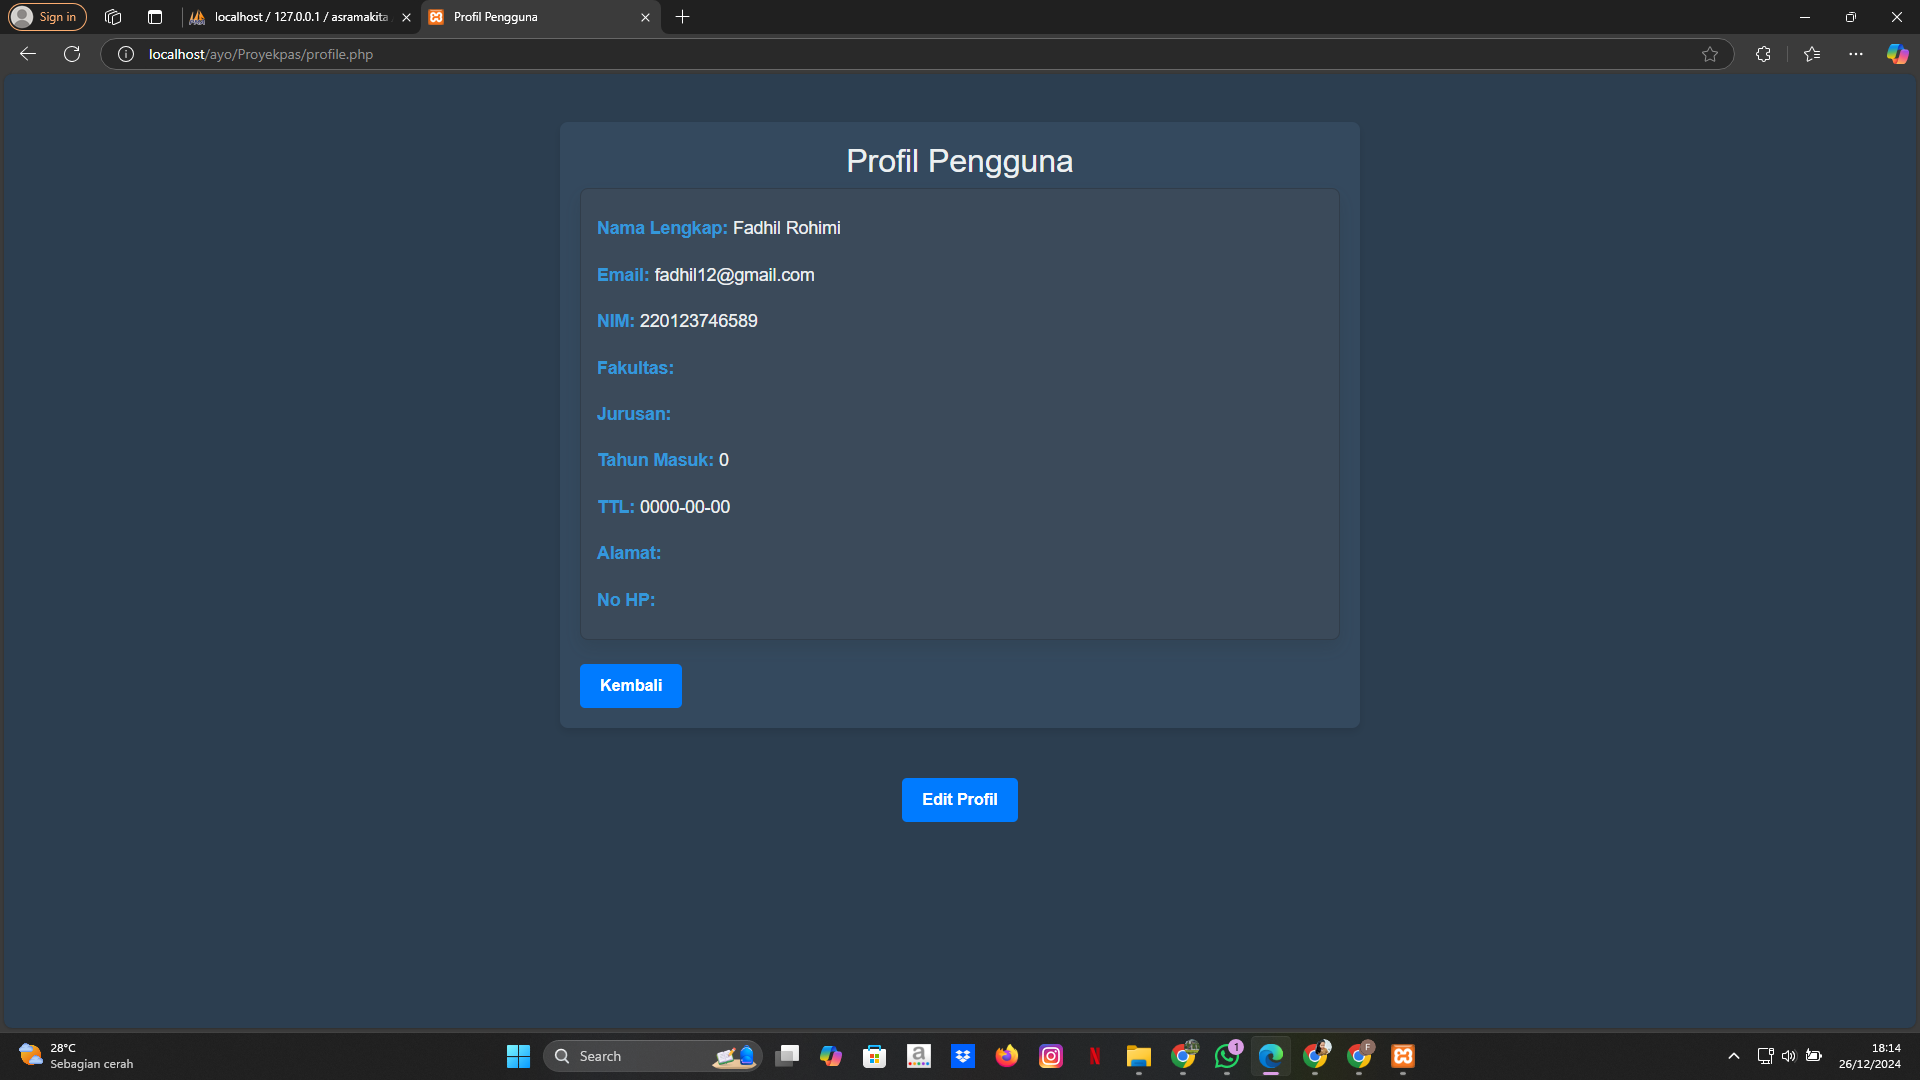 Sign in
localhost / 127.0.0.1 / asramakita
Profil Pengguna
localhost/ayo/Proyekpas/profile.php
Profil Pengguna
Nama Lengkap: Fadhil Rohimi
Email: fadhil12@gmail.com
NIM: 220123746589
Fakultas:
Jurusan:
Tahun Masuk: 0
TTL: 0000-00-00
Alamat:
No HP:
Kembali
Edit Profil
28°C
Sebagian cerah
Search
a
N
1
F
18:14
26/12/2024